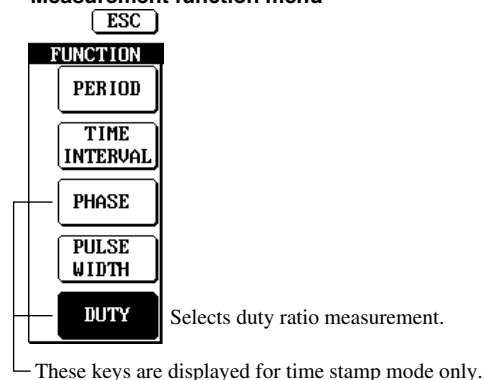 Measurement function menu
ESC
FUNCTION
PERIOD
TIME
INTERVAL
PHASE
PULSE
WIDTH
DUTY
Selects duty ratio measurement.
These keys are displayed for time stamp mode only.